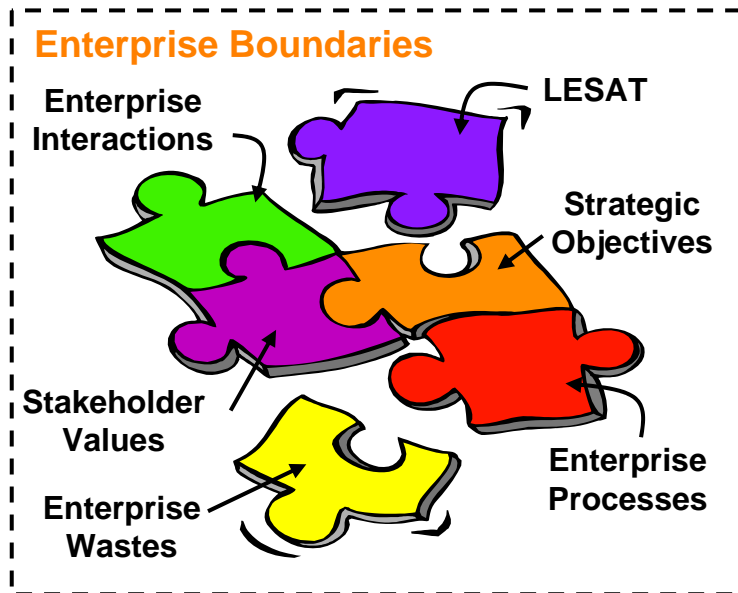 Enterprise Boundaries
Enterprise
Interactions
LESAT
Strategic
Objectives
Stakeholder
Values
Enterprise
Processes
Enterprise
Wastes